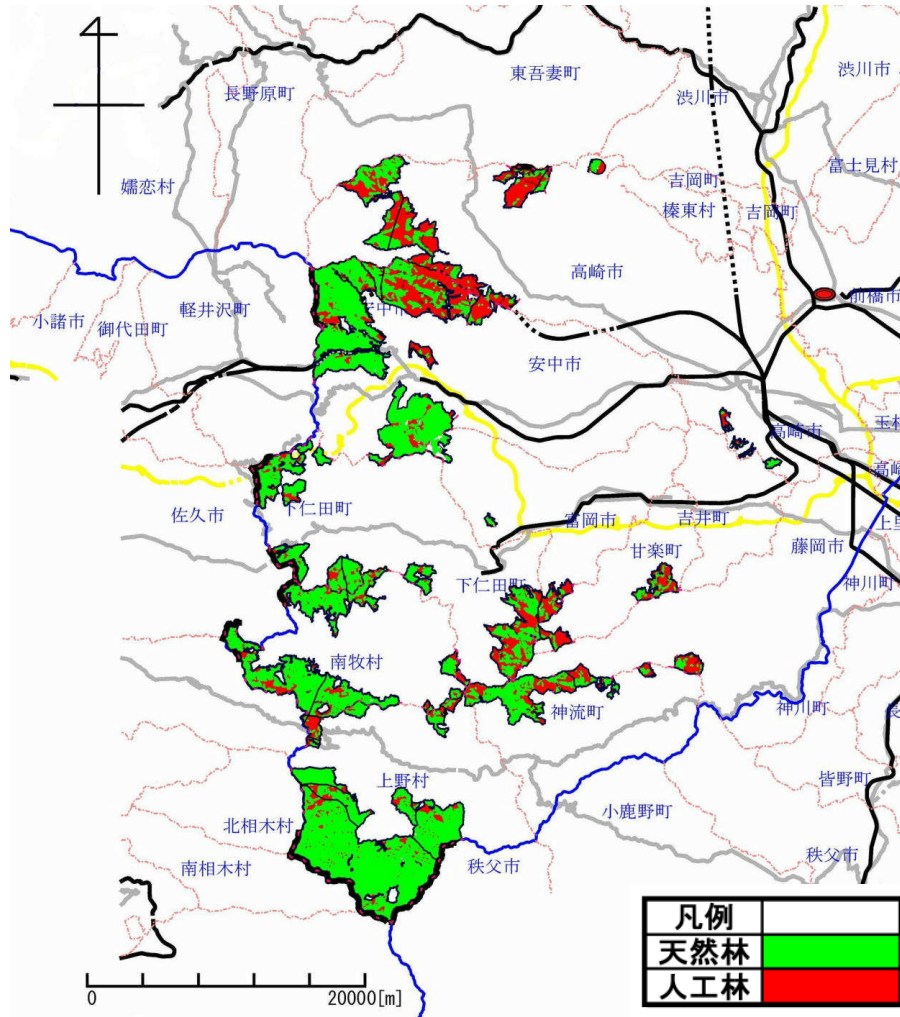 東吾妻町
渋川市
長野原町
渋川市
嬬恋村
富士見村
吉岡町
榛東村
吉岡町
高崎市
軽井沢町
前橋市
小諸市
御代田町
安中市
安中市
玉村
高崎市
高崎
下仁田町
佐久市
富岡市
吉井町
上里
甘楽町
藤岡市
下仁田町
神川町
南牧村
神流町
神川町
上野村
皆野町
小鹿野町
北相木村
秩父市
秩父市
南相木村
凡例
天然林
人工林
0
20000[m]